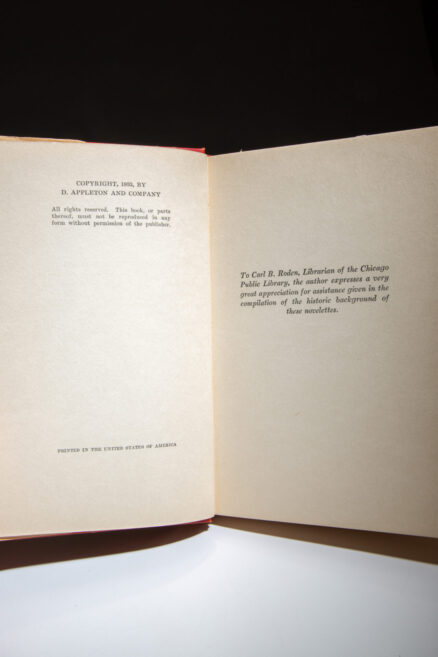 COPYRIGHT, 1933, BY
D. APPLETON AND COMPANY
All rights reserved. This book, or parts
thereof, must not be reproduced in any
form without permission of the publisher.
PRINTED IN THE UNITED STATES OF AMERICA
To Carl B. Roden, Librarian of the Chicago
Public Library, the author expresses a very
great appreciation for assistance given in the
compilation of the historic background of
these novelettes.